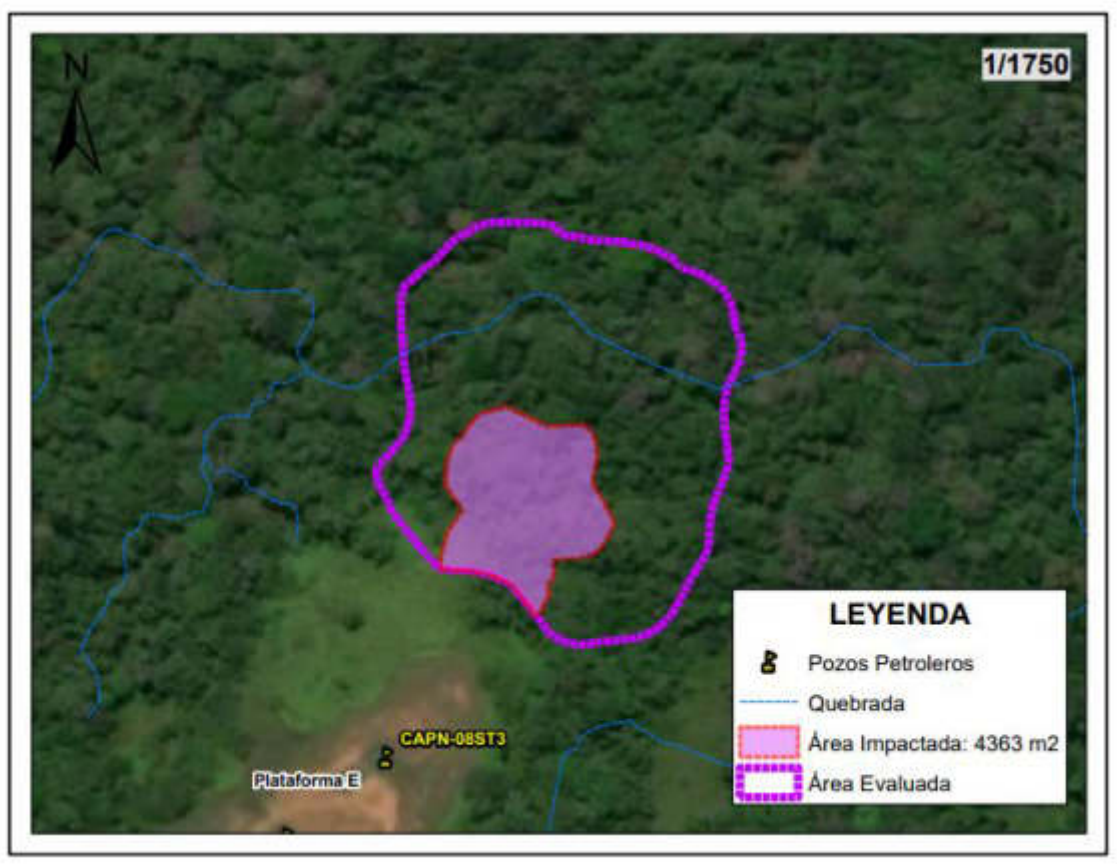 N
1/1750
CAPN-08ST3
Plataforma E
LEYENDA
Pozos Petroleros
Quebrada
Área Impactada: 4363 m2
Área Evaluada